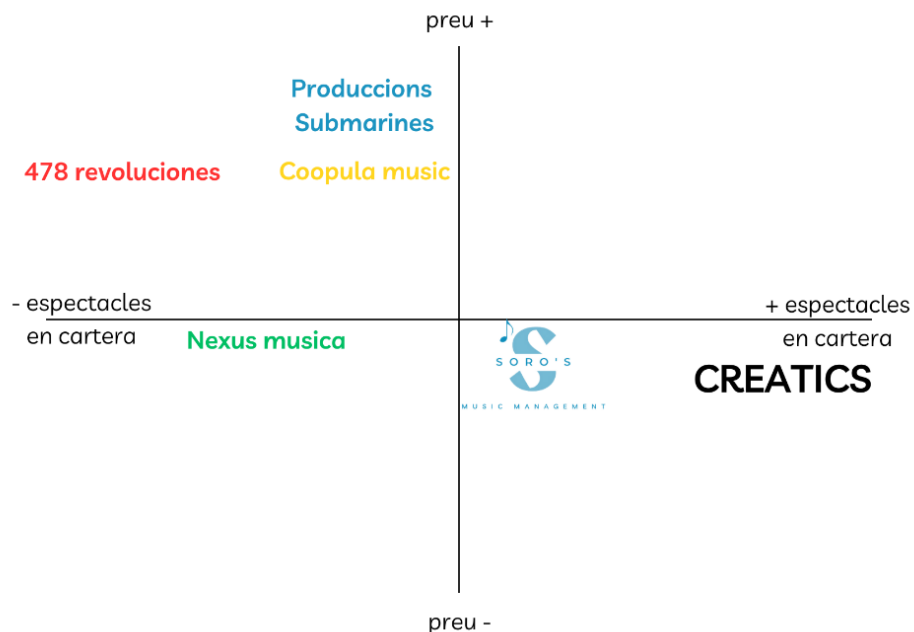 preu +
Produccions
Submarines
478 revoluciones
Coopula music
- espectacles
en cartera
+ espectacles
en cartera
Nexus musica
S
SORO'S
MUSIC MANAGEMENT
CREATICS
preu -